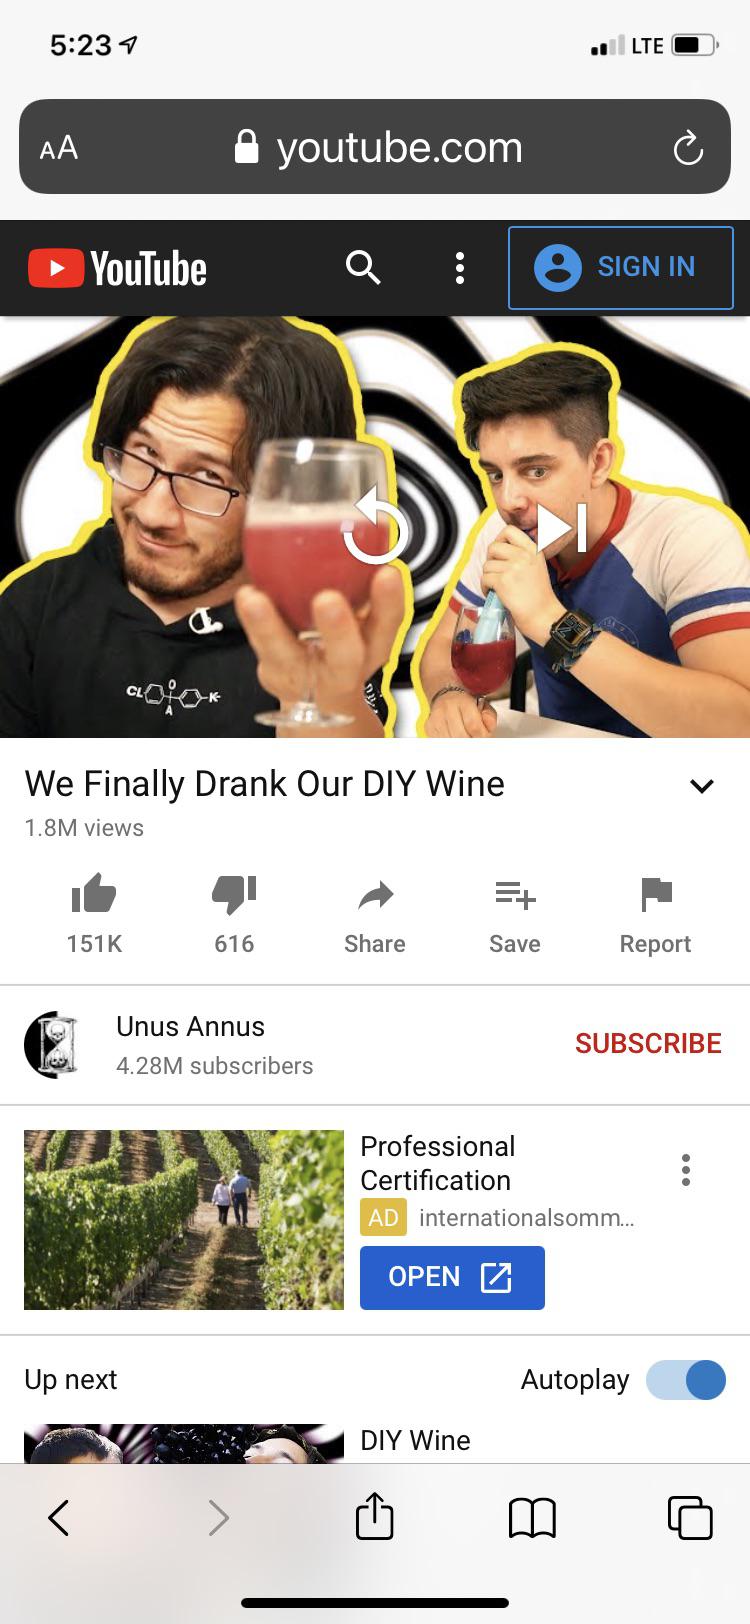 5:23
LTE
AA
youtube.com
YouTube
SIGN IN
CL O A K
We Finally Drank Our DIY Wine
1.8M views
151K
616
Share
Save
Report
Unus Annus
4.28M subscribers
SUBSCRIBE
Professional
Certification
AD internationalsomm...
OPEN
Up next
Autoplay
DIY Wine